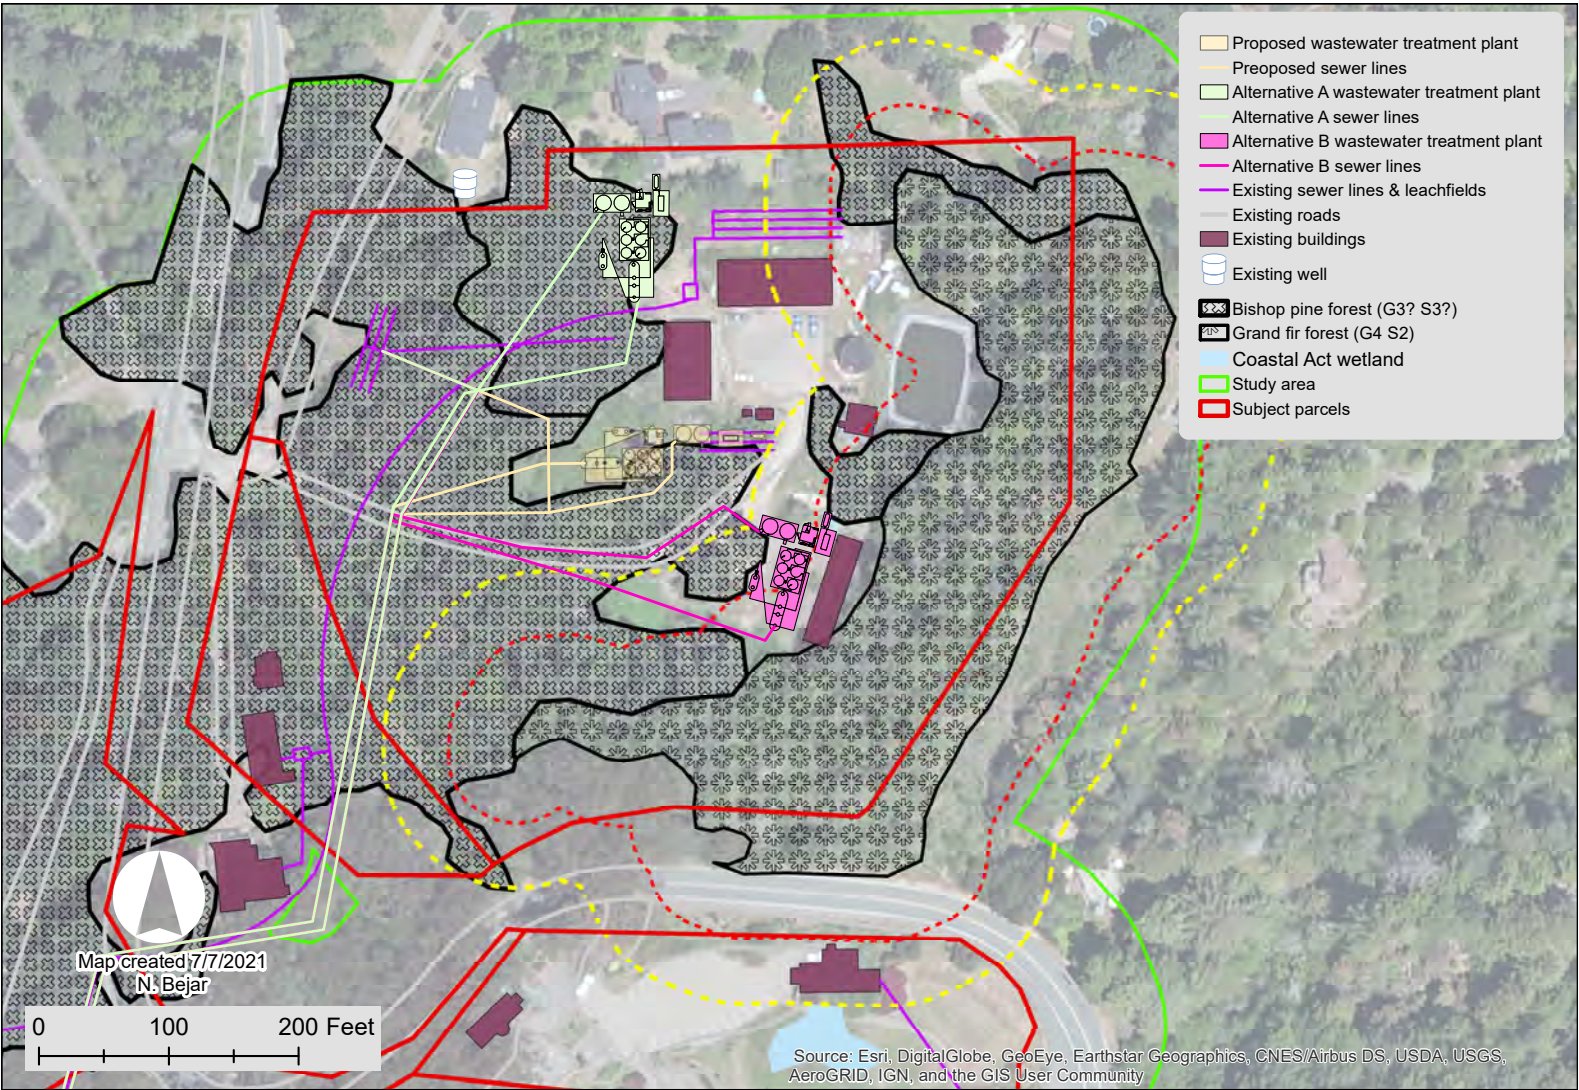 Proposed wastewater treatment plant
Preoposed sewer lines
Alternative A wastewater treatment plant
Alternative A sewer lines
Alternative B wastewater treatment plant
Alternative B sewer lines
Existing sewer lines & leachfields
Existing roads
Existing buildings
Existing well
Bishop pine forest (G3? S3?)
Grand fir forest (G4 S2)
Coastal Act wetland
Study area
Subject parcels
Map created 7/7/2021
N. Bejar
0 100 200 Feet
Source: Esri, DigitalGlobe, GeoEye, Earthstar Geographics, CNES/Airbus DS, USDA, USGS,
AeroGRID, IGN, and the GIS User Community